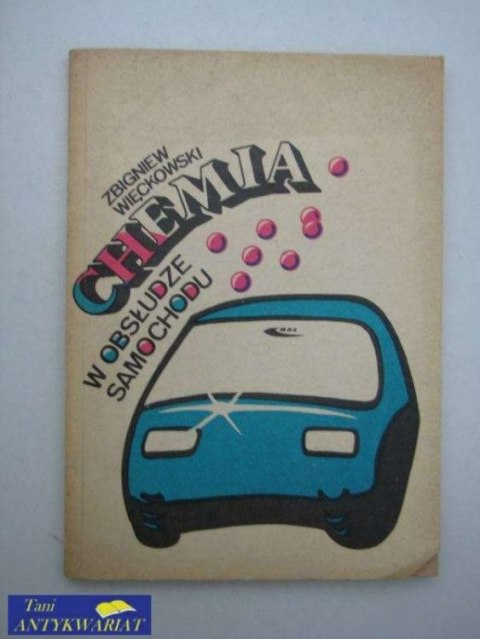 ZBIGNIEW
WIĘCKOWSKI
CHEMIA
W OBSŁUDZE
SAMOCHODU
Tani
ANTYKWARIAT